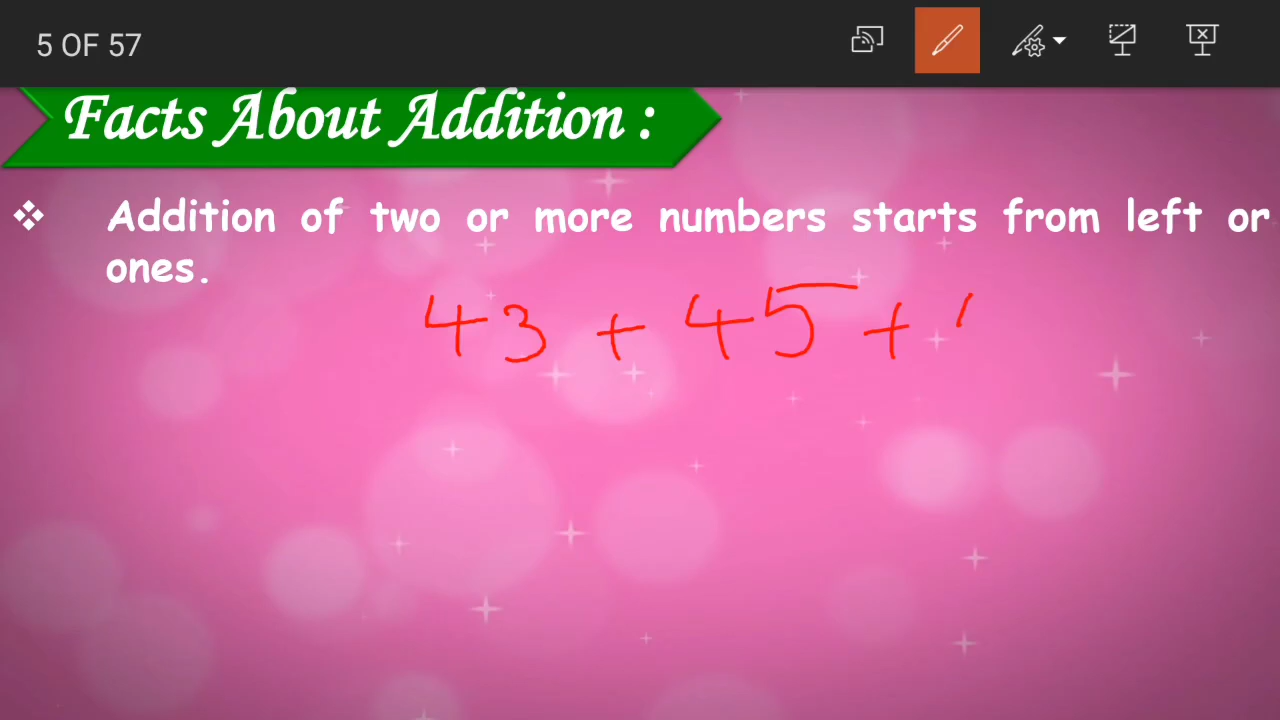 5 OF 57
Facts About Addition :
❖ Addition of two or more numbers starts from left or
ones.
43 + 45 +